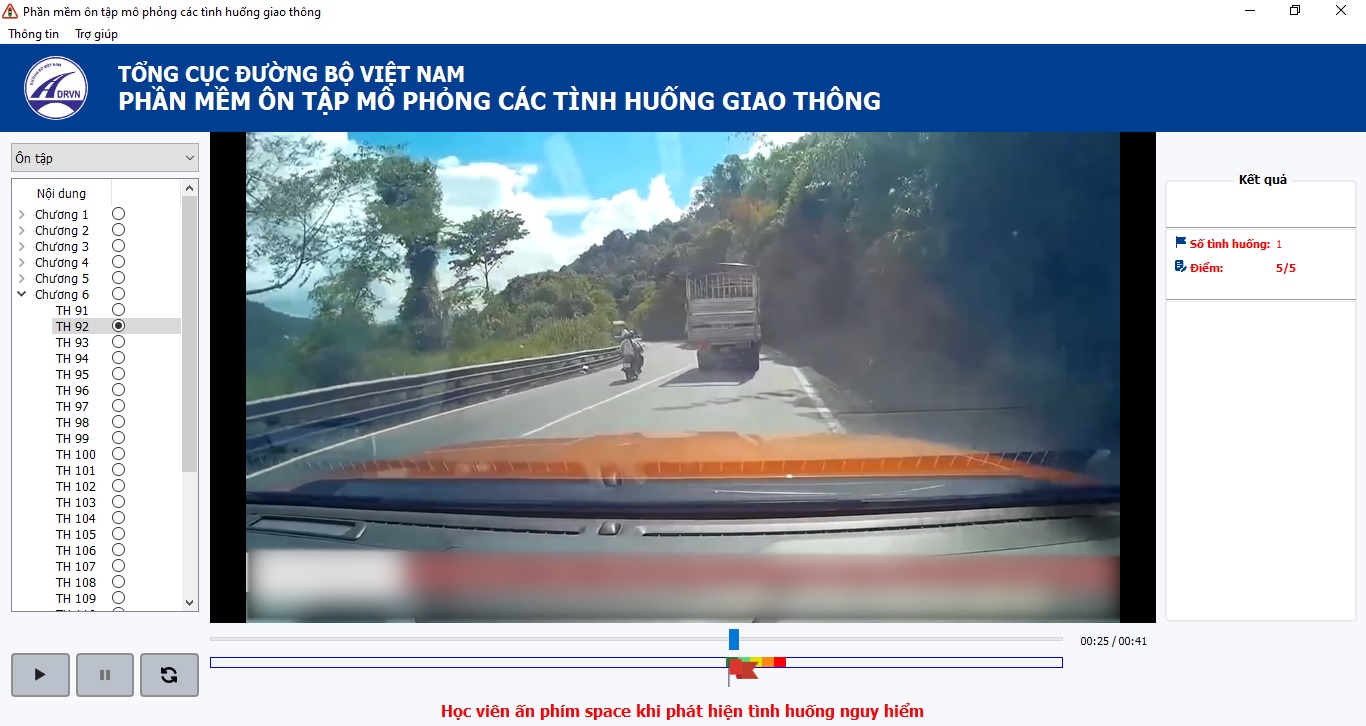 Phần mềm ôn tập mô phỏng các tình huống giao thông
Thông tin Trợ giúp
TỔNG CỤC ĐƯỜNG BỘ VIỆT NAM
PHẦN MỀM ÔN TẬP MÔ PHỎNG CÁC TÌNH HUỐNG GIAO THÔNG
ĐƯỜNG BỘ VIỆT NAM
DRVN
Ôn tập
Nội dung
Chương 1
Chương 2
Chương 3
Chương 4
Chương 5
Chương 6
TH 91
TH 92
TH 93
TH 94
TH 95
TH 96
TH 97
TH 98
TH 99
TH 100
TH 101
TH 102
TH 103
TH 104
TH 105
TH 106
TH 107
TH 108
TH 109
Kết quả
Số tình huống: 1
Điểm: 5/5
00:25 / 00:41
Học viên ấn phím space khi phát hiện tình huống nguy hiểm